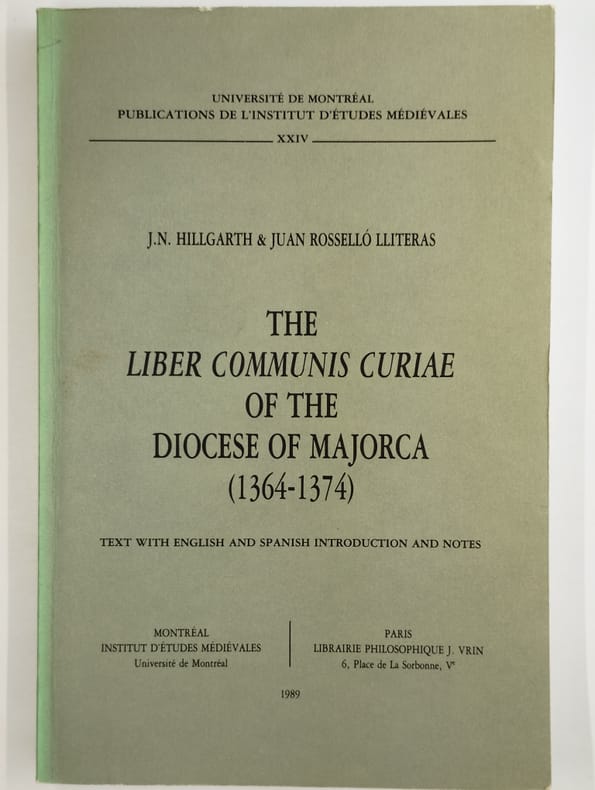 UNIVERSITÉ DE MONTRÉAL
PUBLICATIONS DE L'INSTITUT D'ÉTUDES MÉDIÉVALES
XXIV
J.N. HILLGARTH & JUAN ROSSELLÓ LLITERAS
THE
LIBER COMMUNIS CURIAE
OF THE
DIOCESE OF MAJORCA
(1364-1374)
TEXT WITH ENGLISH AND SPANISH INTRODUCTION AND NOTES
MONTRÉAL
INSTITUT D'ÉTUDES MÉDIÉVALES
Université de Montréal
PARIS
LIBRAIRIE PHILOSOPHIQUE J. VRIN
6, Place de La Sorbonne, Vᵉ
1989